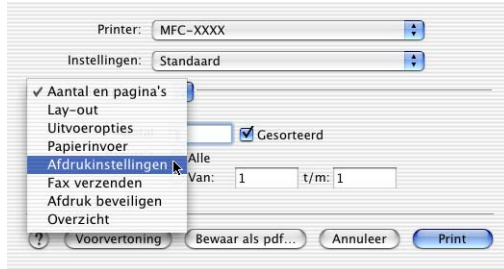 Printer: MFC-XXXX
Instellingen: Standaard
✓ Aantal en pagina's
Lay-out
Uitvoeropties
Papierinvoer
Afdrukinstellingen
Fax verzenden
Afdruk beveiligen
Overzicht
Gesorteerd
Alle
Van: 1 t/m: 1
? Voorvertoning Bewaar als pdf... Annuleer Print